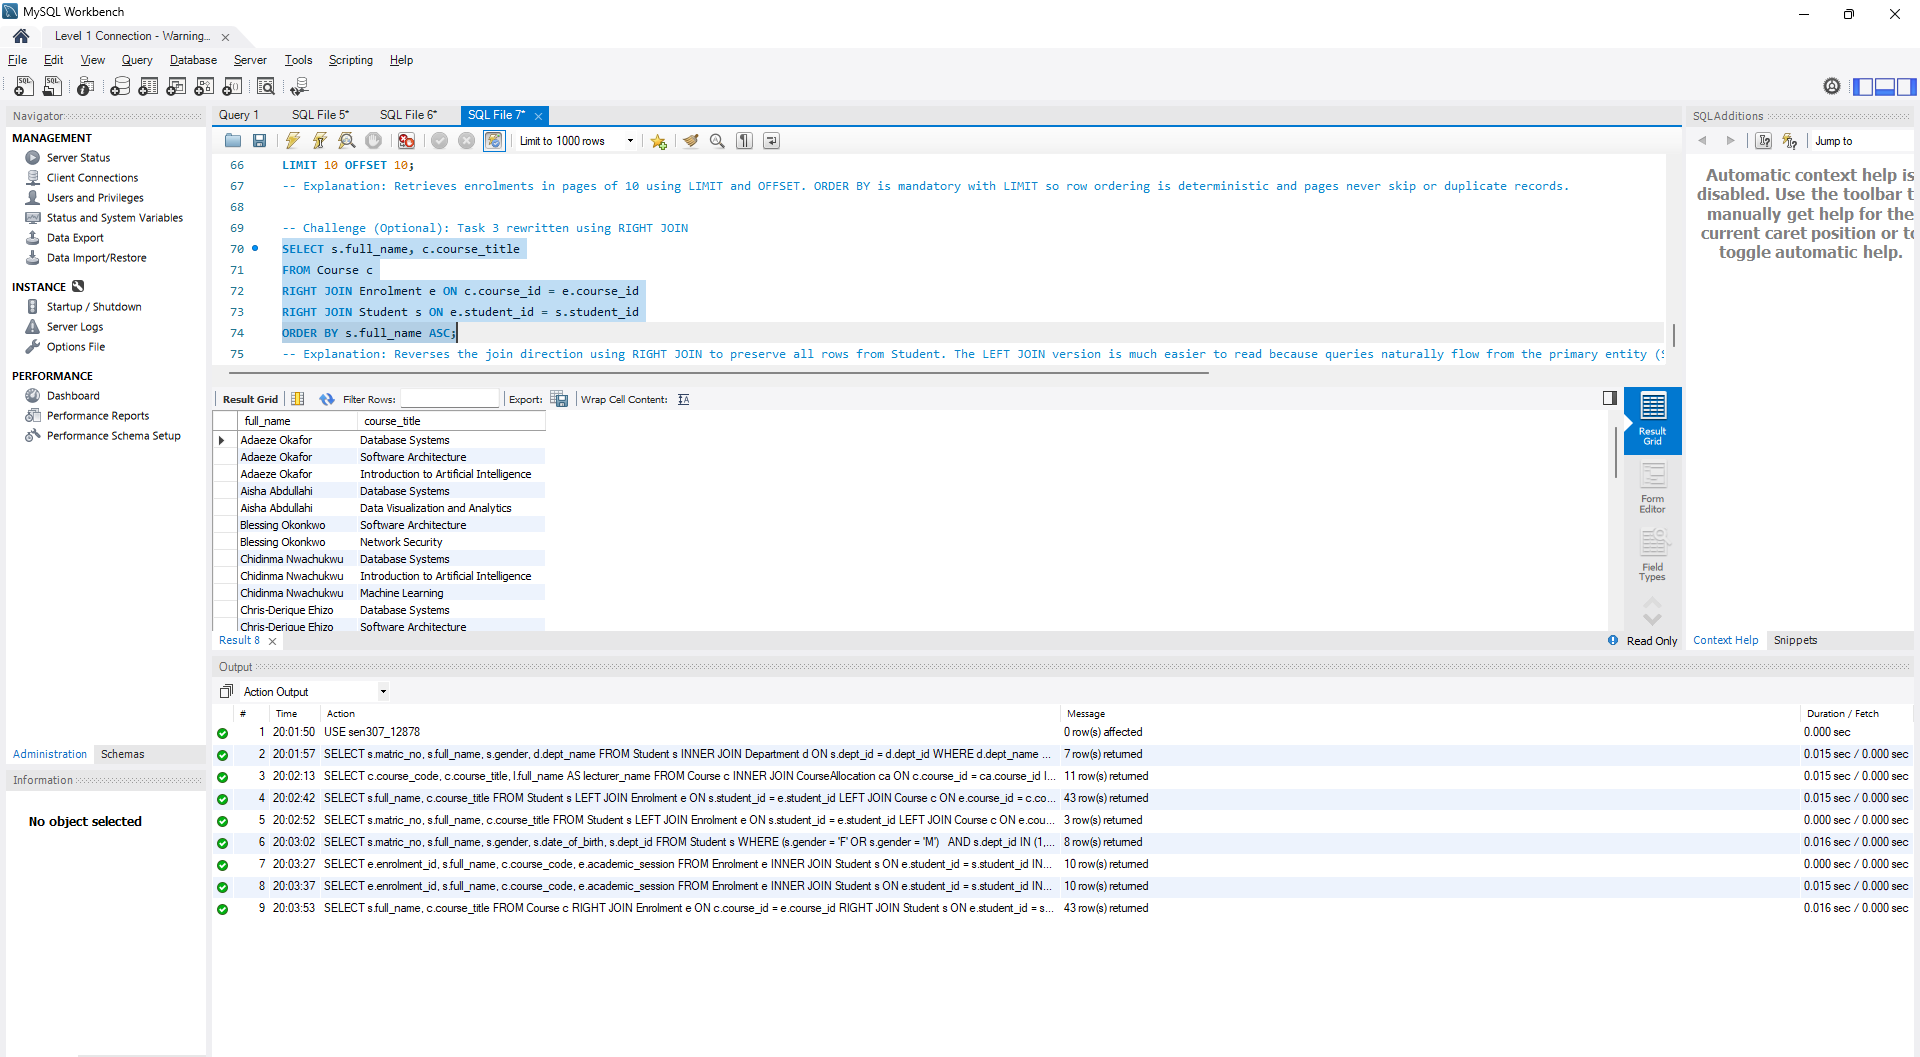 MySQL Workbench
Level 1 Connection - Warning...
File Edit View Query Database Server Tools Scripting Help
Navigator
MANAGEMENT
Server Status
Client Connections
Users and Privileges
Status and System Variables
Data Export
Data Import/Restore
INSTANCE
Startup / Shutdown
Server Logs
Options File
PERFORMANCE
Dashboard
Performance Reports
Performance Schema Setup
Administration Schemas
Information
No object selected
Query 1 SQL File 5* SQL File 6* SQL File 7*
Limit to 1000 rows
66 LIMIT 10 OFFSET 10;
67 -- Explanation: Retrieves enrolments in pages of 10 using LIMIT and OFFSET. ORDER BY is mandatory with LIMIT so row ordering is deterministic and pages never skip or duplicate records.
68
69 -- Challenge (Optional): Task 3 rewritten using RIGHT JOIN
70 SELECT s.full_name, c.course_title
71 FROM Course c
72 RIGHT JOIN Enrolment e ON c.course_id = e.course_id
73 RIGHT JOIN Student s ON e.student_id = s.student_id
74 ORDER BY s.full_name ASC;
75 -- Explanation: Reverses the join direction using RIGHT JOIN to preserve all rows from Student. The LEFT JOIN version is much easier to read because queries naturally flow from the primary entity (
Result Grid Filter Rows: Export: Wrap Cell Content:
full_name course_title
Adaeze Okafor Database Systems
Adaeze Okafor Software Architecture
Adaeze Okafor Introduction to Artificial Intelligence
Aisha Abdullahi Database Systems
Aisha Abdullahi Data Visualization and Analytics
Blessing Okonkwo Software Architecture
Blessing Okonkwo Network Security
Chidinma Nwachukwu Database Systems
Chidinma Nwachukwu Introduction to Artificial Intelligence
Chidinma Nwachukwu Machine Learning
Chris-Derique Ehizo Database Systems
Chris-Derique Ehizo Software Architecture
Result Grid
Form Editor
Field Types
Result 8
Read Only
SQLAdditions
Jump to
Automatic context help is
disabled. Use the toolbar t
manually get help for the
current caret position or to
toggle automatic help.
Context Help Snippets
Output
Action Output
# Time Action Message Duration / Fetch
1 20:01:50 USE sen307_12878 0 row(s) affected 0.000 sec
2 20:01:57 SELECT s.matric_no, s.full_name, s.gender, d.dept_name FROM Student s INNER JOIN Department d ON s.dept_id = d.dept_id WHERE d.dept_name ... 7 row(s) returned 0.015 sec / 0.000 sec
3 20:02:13 SELECT c.course_code, c.course_title, l.full_name AS lecturer_name FROM Course c INNER JOIN CourseAllocation ca ON c.course_id = ca.course_id I... 11 row(s) returned 0.015 sec / 0.000 sec
4 20:02:42 SELECT s.full_name, c.course_title FROM Student s LEFT JOIN Enrolment e ON s.student_id = e.student_id LEFT JOIN Course c ON e.course_id = c.co... 43 row(s) returned 0.015 sec / 0.000 sec
5 20:02:52 SELECT s.matric_no, s.full_name, c.course_title FROM Student s LEFT JOIN Enrolment e ON s.student_id = e.student_id LEFT JOIN Course c ON e.cou... 3 row(s) returned 0.000 sec / 0.000 sec
6 20:03:02 SELECT s.matric_no, s.full_name, s.gender, s.date_of_birth, s.dept_id FROM Student s WHERE (s.gender = 'F' OR s.gender = 'M') AND s.dept_id IN (1,... 8 row(s) returned 0.016 sec / 0.000 sec
7 20:03:27 SELECT e.enrolment_id, s.full_name, c.course_code, e.academic_session FROM Enrolment e INNER JOIN Student s ON e.student_id = s.student_id IN... 10 row(s) returned 0.000 sec / 0.000 sec
8 20:03:37 SELECT e.enrolment_id, s.full_name, c.course_code, e.academic_session FROM Enrolment e INNER JOIN Student s ON e.student_id = s.student_id IN... 10 row(s) returned 0.015 sec / 0.000 sec
9 20:03:53 SELECT s.full_name, c.course_title FROM Course c RIGHT JOIN Enrolment e ON c.course_id = e.course_id RIGHT JOIN Student s ON e.student_id = s... 43 row(s) returned 0.016 sec / 0.000 sec